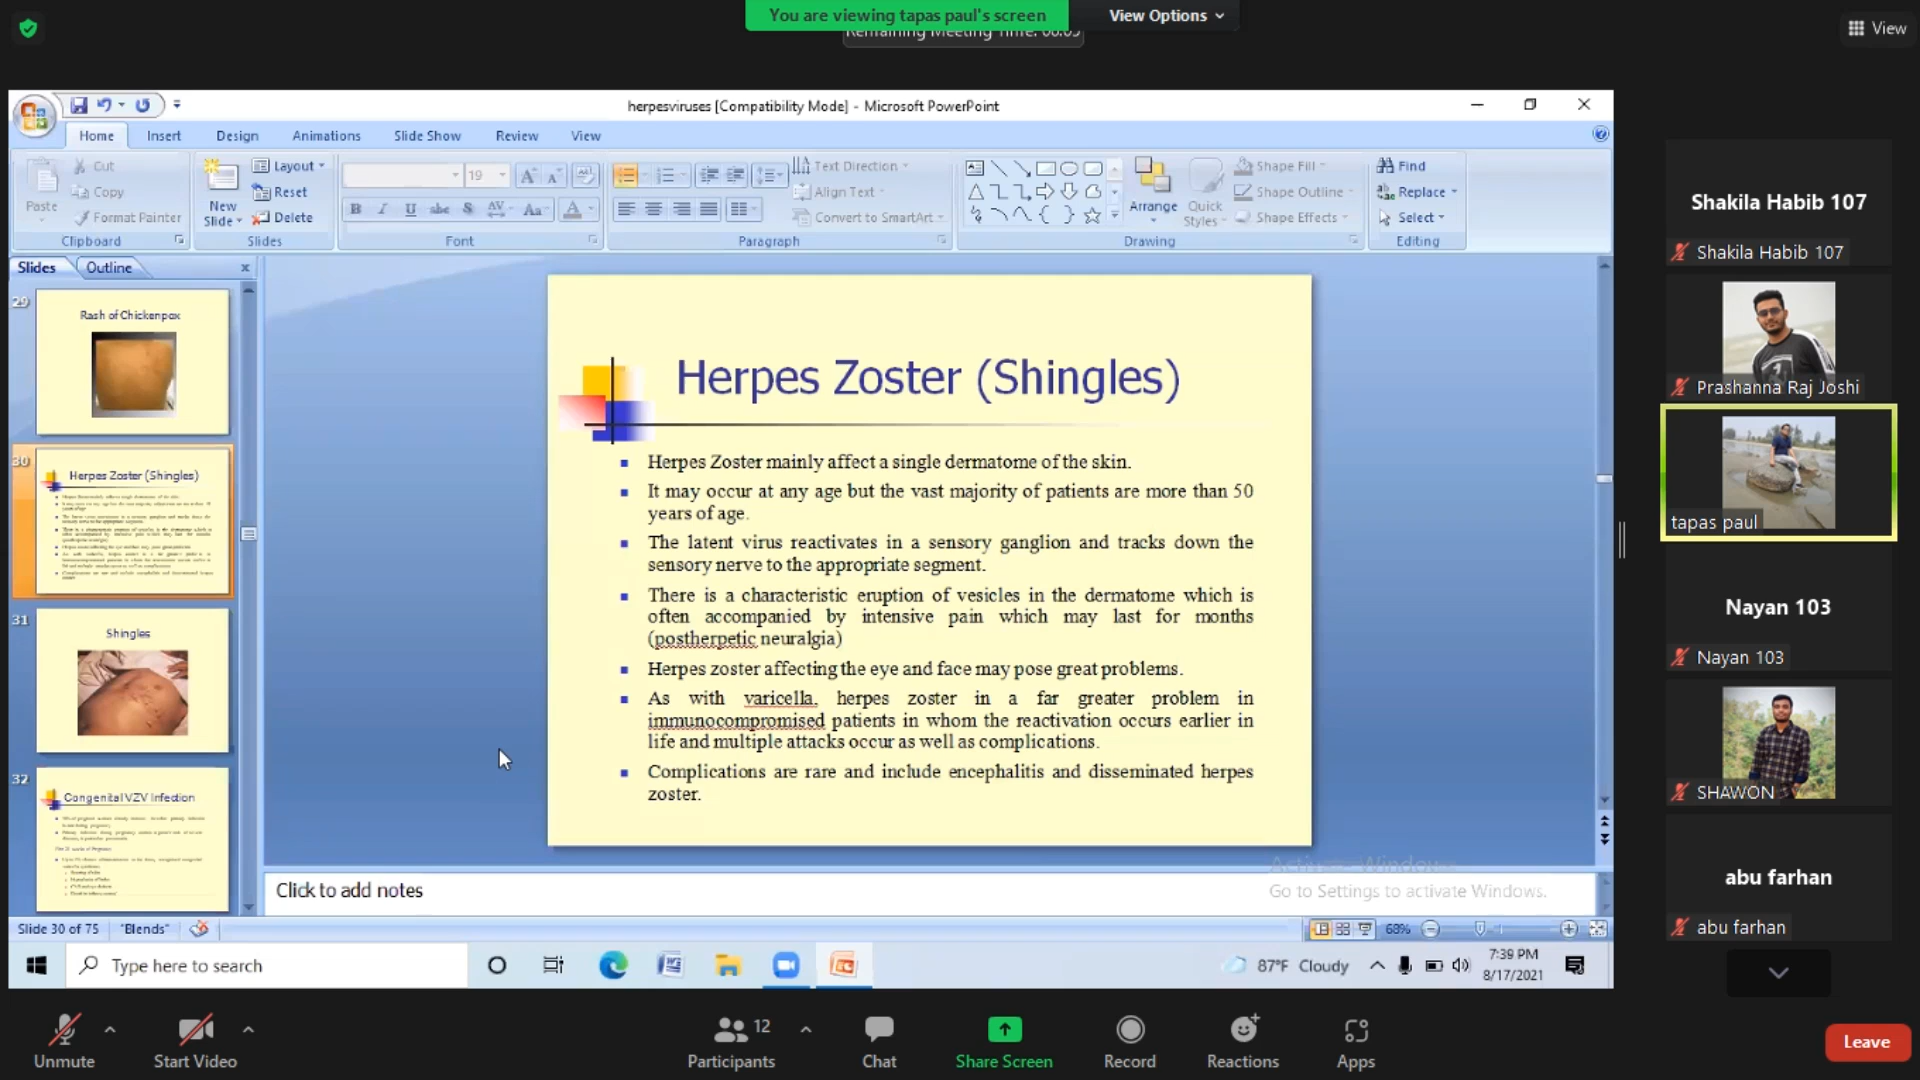 You are viewing tapas paul's screen
View Options
Remaining Meeting Time: 06:05
View
herpesviruses [Compatibility Mode] - Microsoft PowerPoint
Home Insert Design Animations Slide Show Review View
Paste
Cut
Copy
Format Painter
Clipboard
New Slide
Layout
Reset
Delete
Slides
19
Font
Text Direction
Align Text
Convert to SmartArt
Paragraph
Arrange
Quick Styles
Shape Fill
Shape Outline
Shape Effects
Drawing
Find
Replace
Select
Editing
Slides Outline
29
Rash of Chickenpox
30
Herpes Zoster (Shingles)
31
Shingles
32
Congenital VZV Infection
Herpes Zoster (Shingles)
Herpes Zoster mainly affect a single dermatome of the skin.
It may occur at any age but the vast majority of patients are more than 50
years of age.
The latent virus reactivates in a sensory ganglion and tracks down the
sensory nerve to the appropriate segment.
There is a characteristic eruption of vesicles in the dermatome which is
often accompanied by intensive pain which may last for months
(postherpetic neuralgia)
Herpes zoster affecting the eye and face may pose great problems.
As with varicella, herpes zoster in a far greater problem in
immunocompromised patients in whom the reactivation occurs earlier in
life and multiple attacks occur as well as complications.
Complications are rare and include encephalitis and disseminated herpes
zoster.
Click to add notes
Activate Windows
Go to Settings to activate Windows.
Slide 30 of 75
"Blends"
68%
Type here to search
87°F Cloudy
7:39 PM
8/17/2021
Shakila Habib 107
Shakila Habib 107
Prashanna Raj Joshi
tapas paul
Nayan 103
Nayan 103
SHAWON
abu farhan
abu farhan
Unmute
Start Video
Participants
12
Chat
Share Screen
Record
Reactions
Apps
Leave